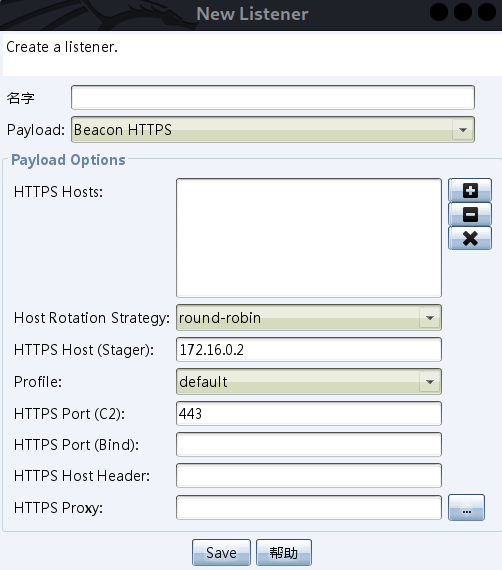 New Listener
Create a listener.
名字
Payload: Beacon HTTPS
Payload Options
HTTPS Hosts:
Host Rotation Strategy: round-robin
HTTPS Host (Stager): 172.16.0.2
Profile: default
HTTPS Port (C2): 443
HTTPS Port (Bind):
HTTPS Host Header:
HTTPS Proxy: ...
Save 帮助